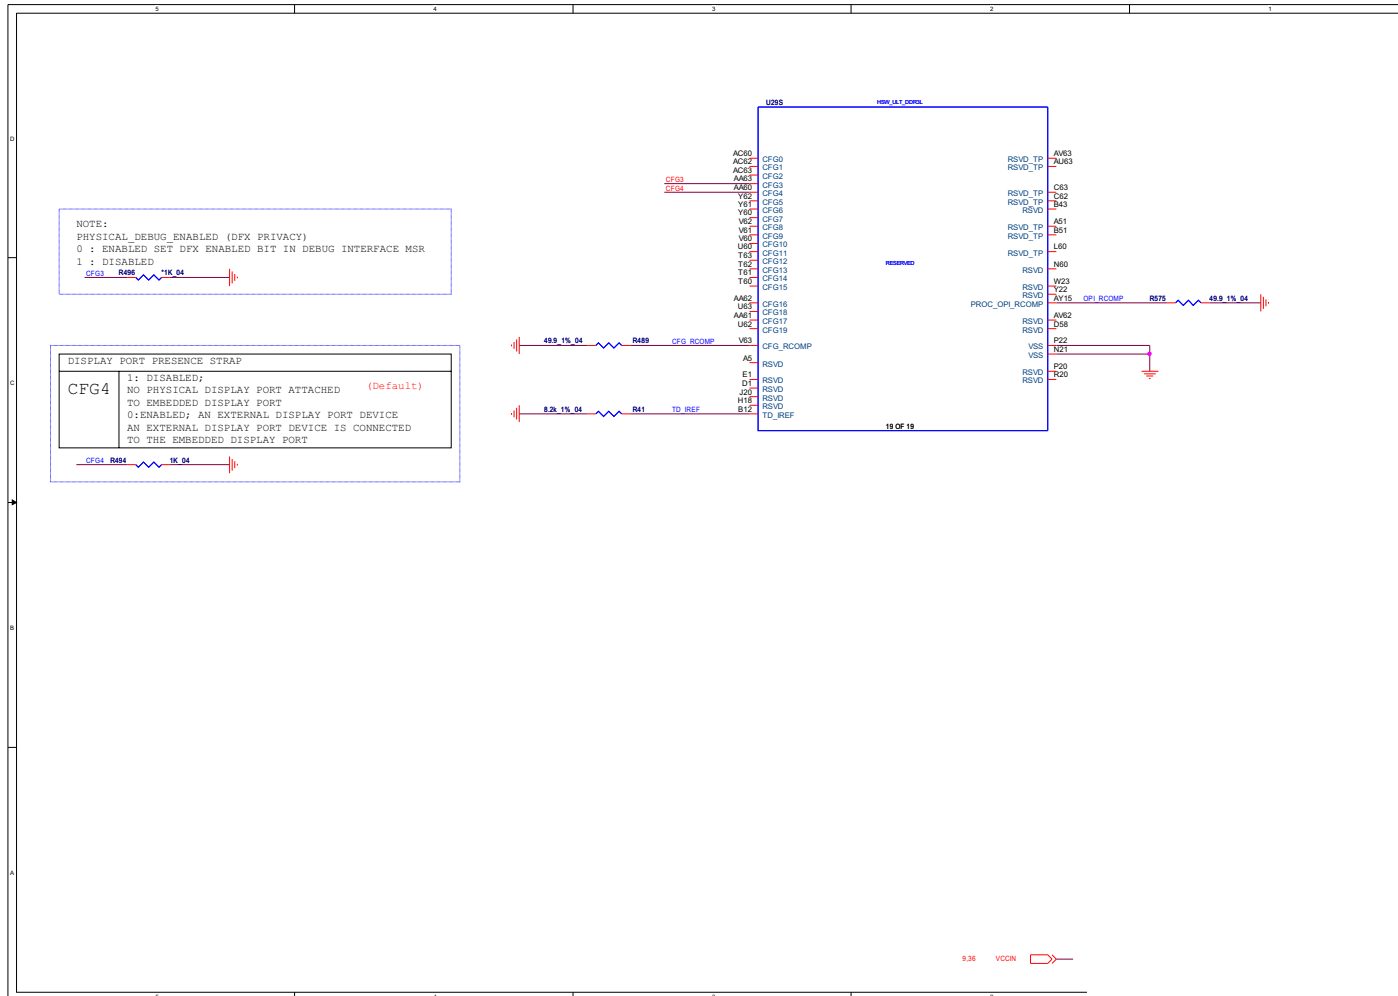 5 4 3 2 1
D
C
B
A
NOTE:
PHYSICAL_DEBUG_ENABLED (DFX PRIVACY)
0 : ENABLED SET DFX ENABLED BIT IN DEBUG INTERFACE MSR
1 : DISABLED
CFG3 R496 *1K_04
DISPLAY PORT PRESENCE STRAP
CFG4
1: DISABLED;
NO PHYSICAL DISPLAY PORT ATTACHED (Default)
TO EMBEDDED DISPLAY PORT
0:ENABLED; AN EXTERNAL DISPLAY PORT DEVICE
AN EXTERNAL DISPLAY PORT DEVICE IS CONNECTED
TO THE EMBEDDED DISPLAY PORT
CFG4 R494 1K_04
U29S HSW_ULT_DDR3L
AC60 CFG0
AC62 CFG1
AC63 CFG2
CFG3 AA63 CFG3
CFG4 AA60 CFG4
Y62 CFG5
Y61 CFG6
Y60 CFG7
V62 CFG8
V61 CFG9
V60 CFG10
U60 CFG11
T63 CFG12
T62 CFG13
T61 CFG14
T60 CFG15
AA62 CFG16
U63 CFG18
AA61 CFG17
U62 CFG19
49.9_1%_04 R489 CFG_RCOMP V63 CFG_RCOMP
A5 RSVD
E1 RSVD
D1 RSVD
J20 RSVD
H18 RSVD
8.2k_1%_04 R41 TD_IREF B12 TD_IREF
RESERVED
RSVD_TP AV63
RSVD_TP AU63
RSVD_TP C63
RSVD_TP C62
RSVD B43
RSVD_TP A51
RSVD_TP B51
RSVD_TP L60
RSVD N60
RSVD W23
RSVD Y22
PROC_OPI_RCOMP AY15 OPI_RCOMP R575 49.9_1%_04
RSVD AV62
RSVD D58
VSS P22
VSS N21
RSVD P20
RSVD R20
19 OF 19
9,36 VCCIN